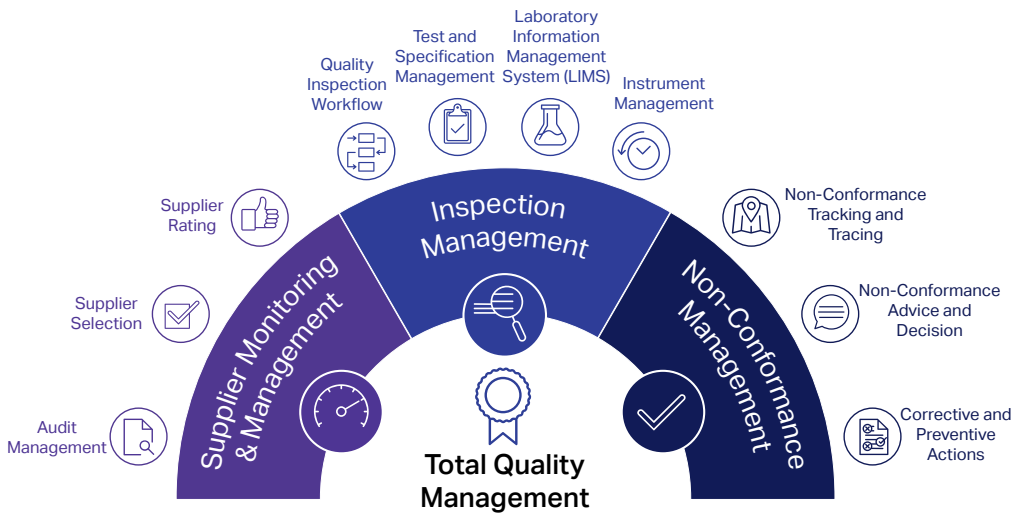 Laboratory
Information
Management
System (LIMS)
Test and
Specification
Management
Quality
Inspection
Workflow
Instrument
Management
Supplier
Rating
Supplier
Selection
Audit
Management
Non-Conformance
Tracking and
Tracing
Non-Conformance
Advice and
Decision
Corrective and
Preventive
Actions
Supplier Monitoring
& Management
Inspection
Management
Non-Conformance
Management
Total Quality
Management